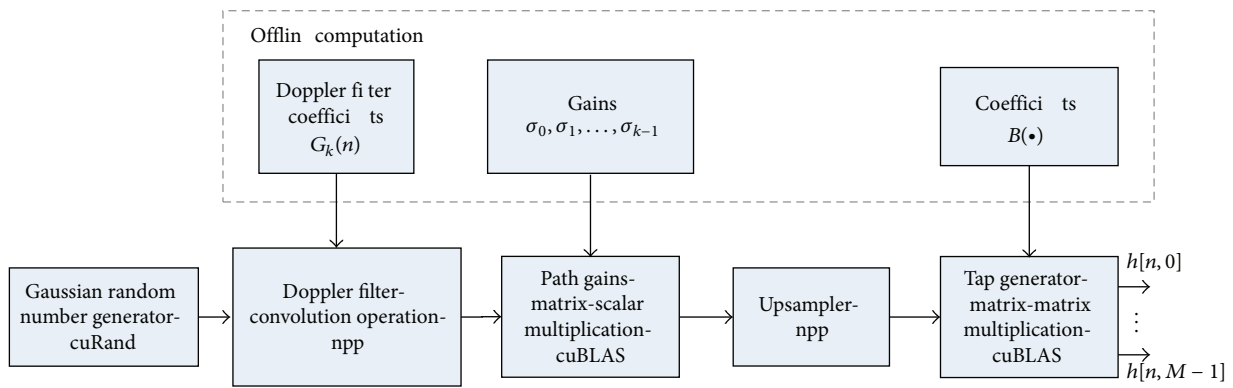 Offlin computation
Doppler fi ter
coeffici ts
G_k(n)
Gains
σ_0, σ_1, . . . , σ_{k−1}
Coeffici ts
B(•)
Gaussian random
number generator-
cuRand
Doppler filter-
convolution operation-
npp
Path gains-
matrix-scalar
multiplication-
cuBLAS
Upsampler-
npp
Tap generator-
matrix-matrix
multiplication-
cuBLAS
h[n, 0]
⋮
h[n, M − 1]